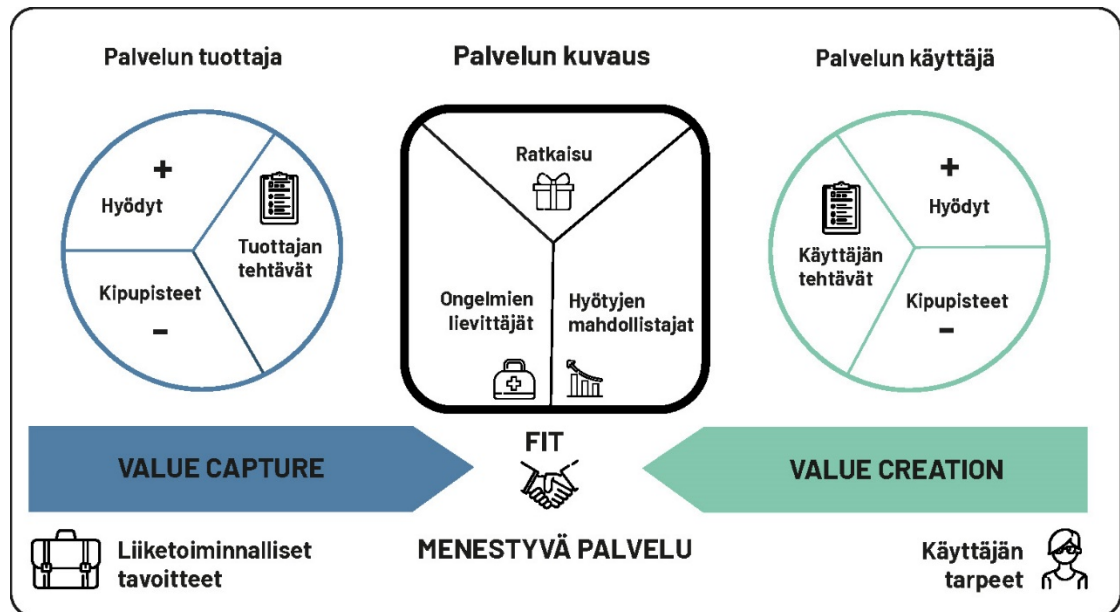 Palvelun tuottaja
Palvelun kuvaus
Palvelun käyttäjä
+
Hyödyt
Tuottajan
tehtävät
Kipupisteet
-
Ratkaisu
Ongelmien
lievittäjät
Hyötyjen
mahdollistajat
+
Hyödyt
Käyttäjän
tehtävät
Kipupisteet
-
VALUE CAPTURE
FIT
VALUE CREATION
Liiketoiminnalliset
tavoitteet
MENESTYVÄ PALVELU
Käyttäjän
tarpeet